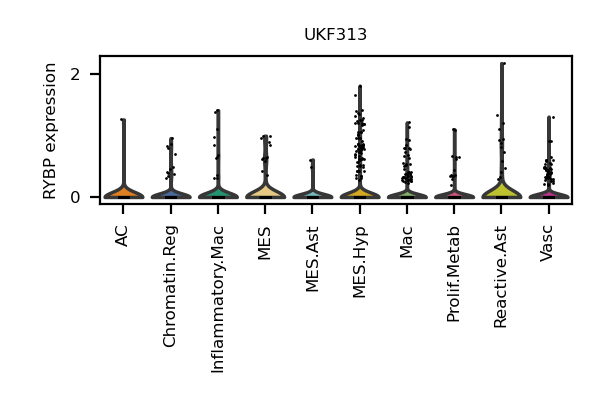 UKF313
RYBP expression
2
0
AC
Chromatin.Reg
Inflammatory.Mac
MES
MES.Ast
MES.Hyp
Mac
Prolif.Metab
Reactive.Ast
Vasc